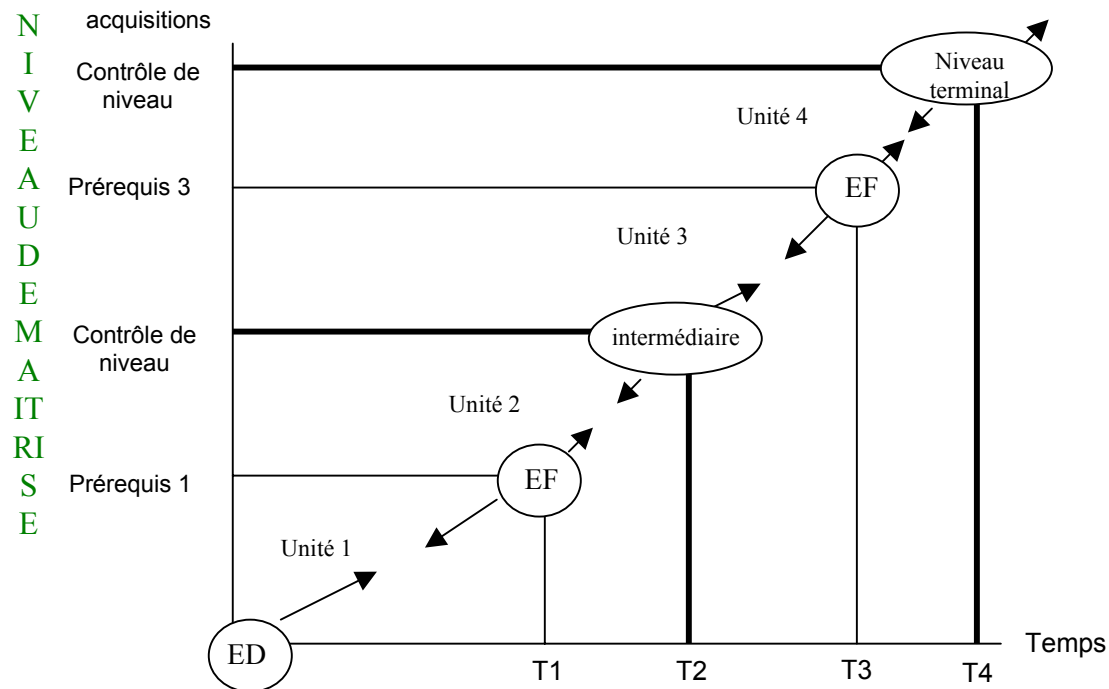 N
I
V
E
A
U
D
E
M
A
IT
RI
S
E
acquisitions
Contrôle de
niveau
Niveau
terminal
Unité 4
Prérequis 3
EF
Unité 3
Contrôle de
niveau
intermédiaire
Unité 2
Prérequis 1
EF
Unité 1
ED
Temps
T1
T2
T3
T4